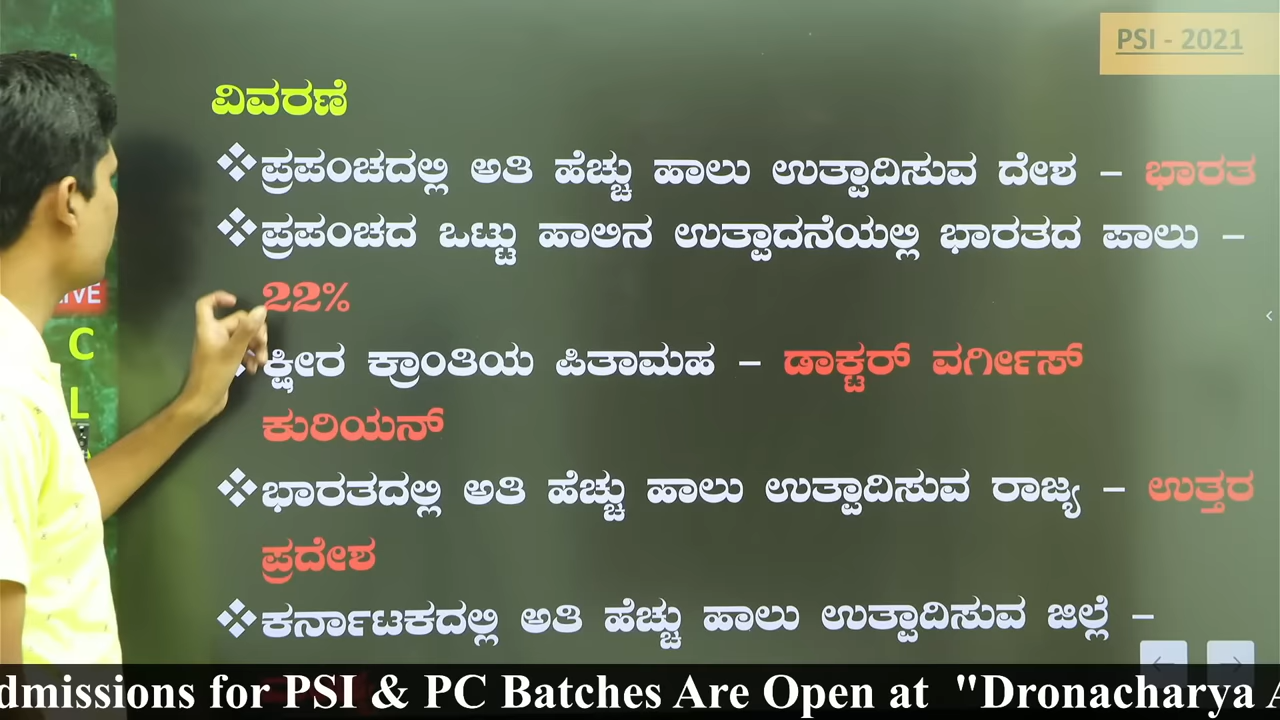 PSI - 2021
ವಿವರಣೆ
❖ಪ್ರಪಂಚದಲ್ಲಿ ಅತಿ ಹೆಚ್ಚು ಹಾಲು ಉತ್ಪಾದಿಸುವ ದೇಶ – ಭಾರತ
❖ಪ್ರಪಂಚದ ಒಟ್ಟು ಹಾಲಿನ ಉತ್ಪಾದನೆಯಲ್ಲಿ ಭಾರತದ ಪಾಲು –
22%
ಕ್ಷೀರ ಕ್ರಾಂತಿಯ ಪಿತಾಮಹ – ಡಾಕ್ಟರ್ ವರ್ಗೀಸ್
ಕುರಿಯನ್
❖ಭಾರತದಲ್ಲಿ ಅತಿ ಹೆಚ್ಚು ಹಾಲು ಉತ್ಪಾದಿಸುವ ರಾಜ್ಯ – ಉತ್ತರ
ಪ್ರದೇಶ
❖ಕರ್ನಾಟಕದಲ್ಲಿ ಅತಿ ಹೆಚ್ಚು ಹಾಲು ಉತ್ಪಾದಿಸುವ ಜಿಲ್ಲೆ –
C
L
dmissions for PSI & PC Batches Are Open at "Dronacharya A